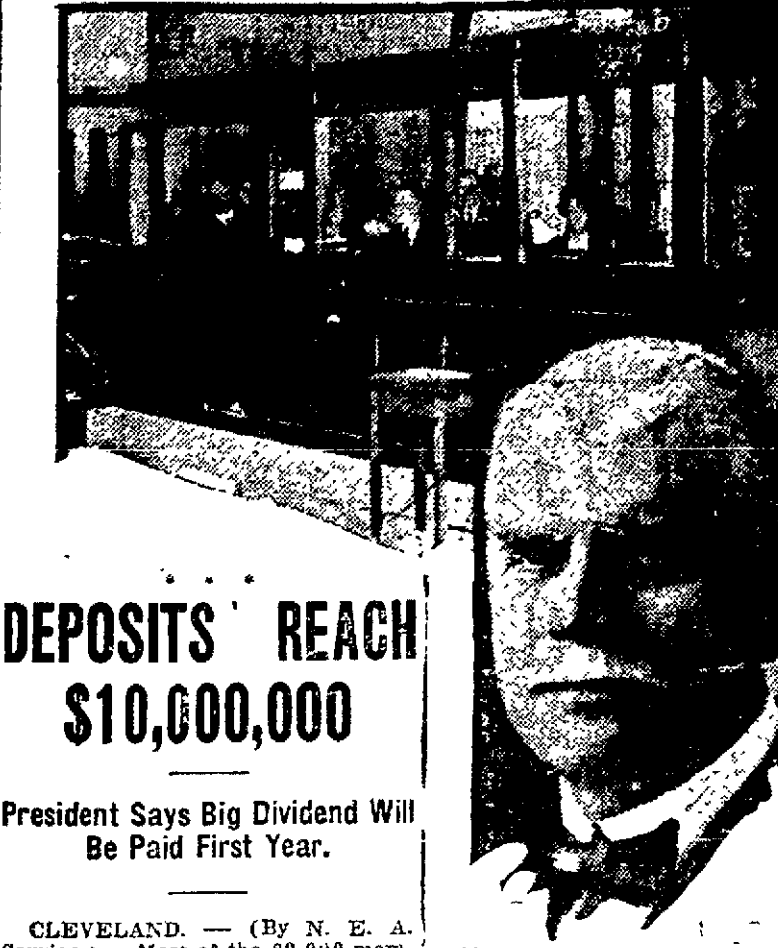 DEPOSITS REACH
$10,000,000
President Says Big Dividend Will
Be Paid First Year.
CLEVELAND. — (By N. E. A.